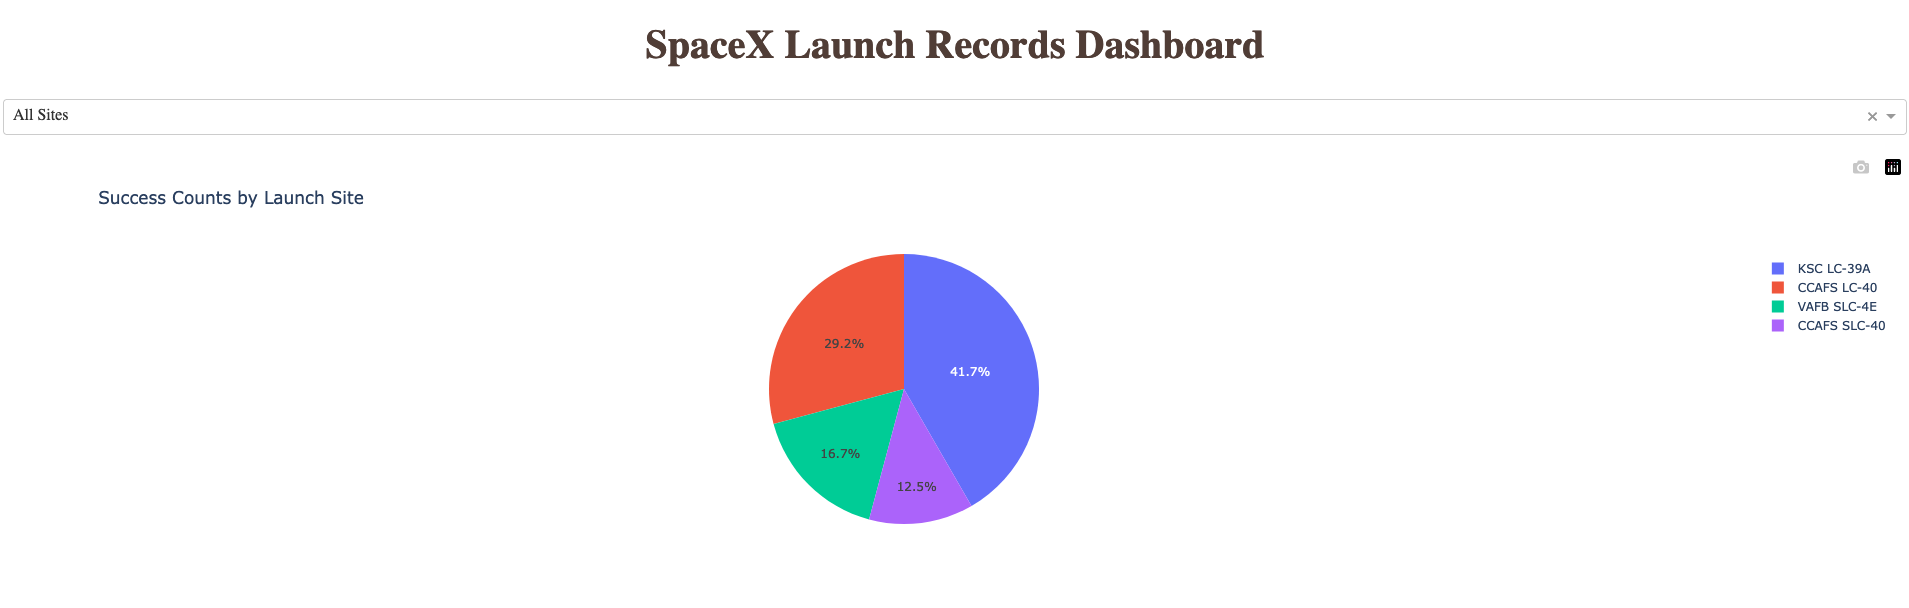 SpaceX Launch Records Dashboard
All Sites
Success Counts by Launch Site
KSC LC-39A
CCAFS LC-40
VAFB SLC-4E
CCAFS SLC-40
29.2%
41.7%
16.7%
12.5%